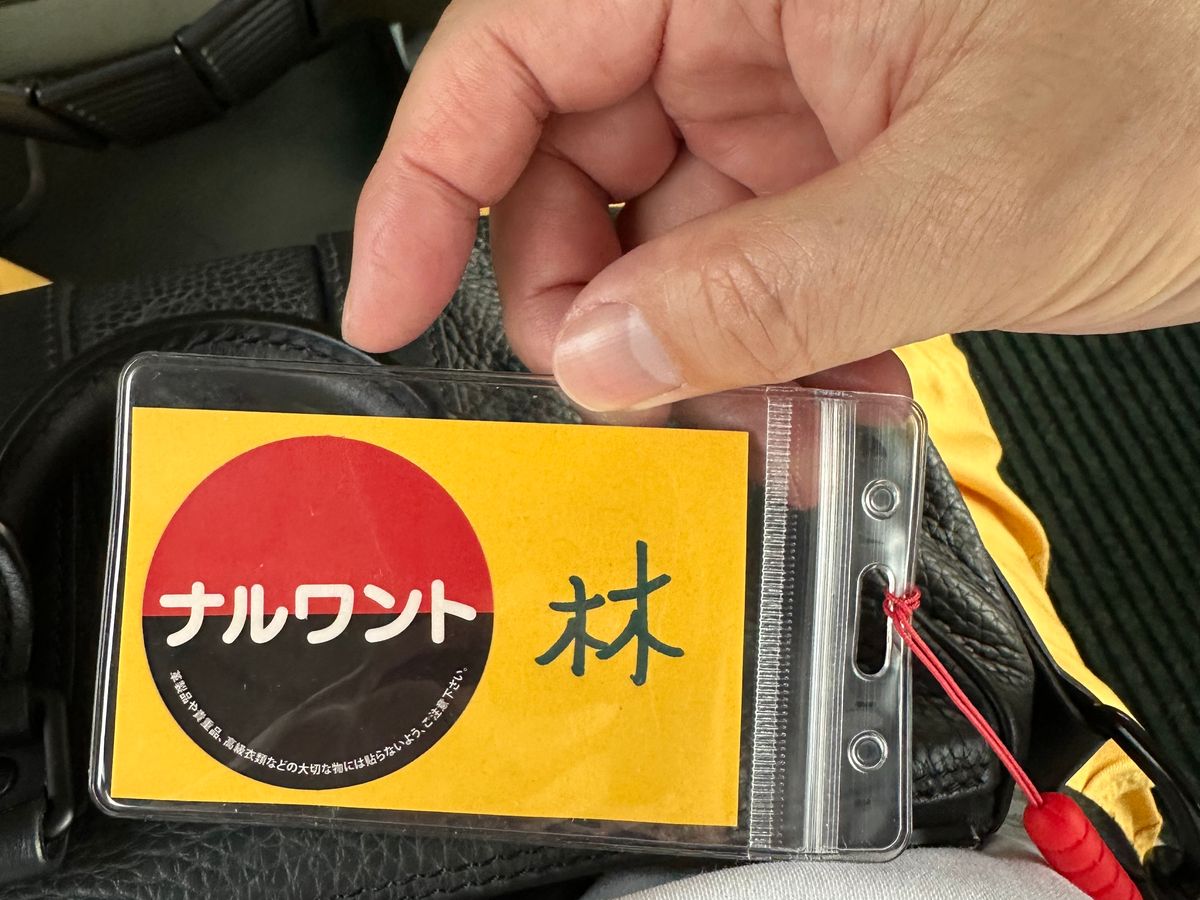 ナルワント
革製品や貴重品、高級衣類などの大切な物には貼らないよう、ご注意下さい。
林